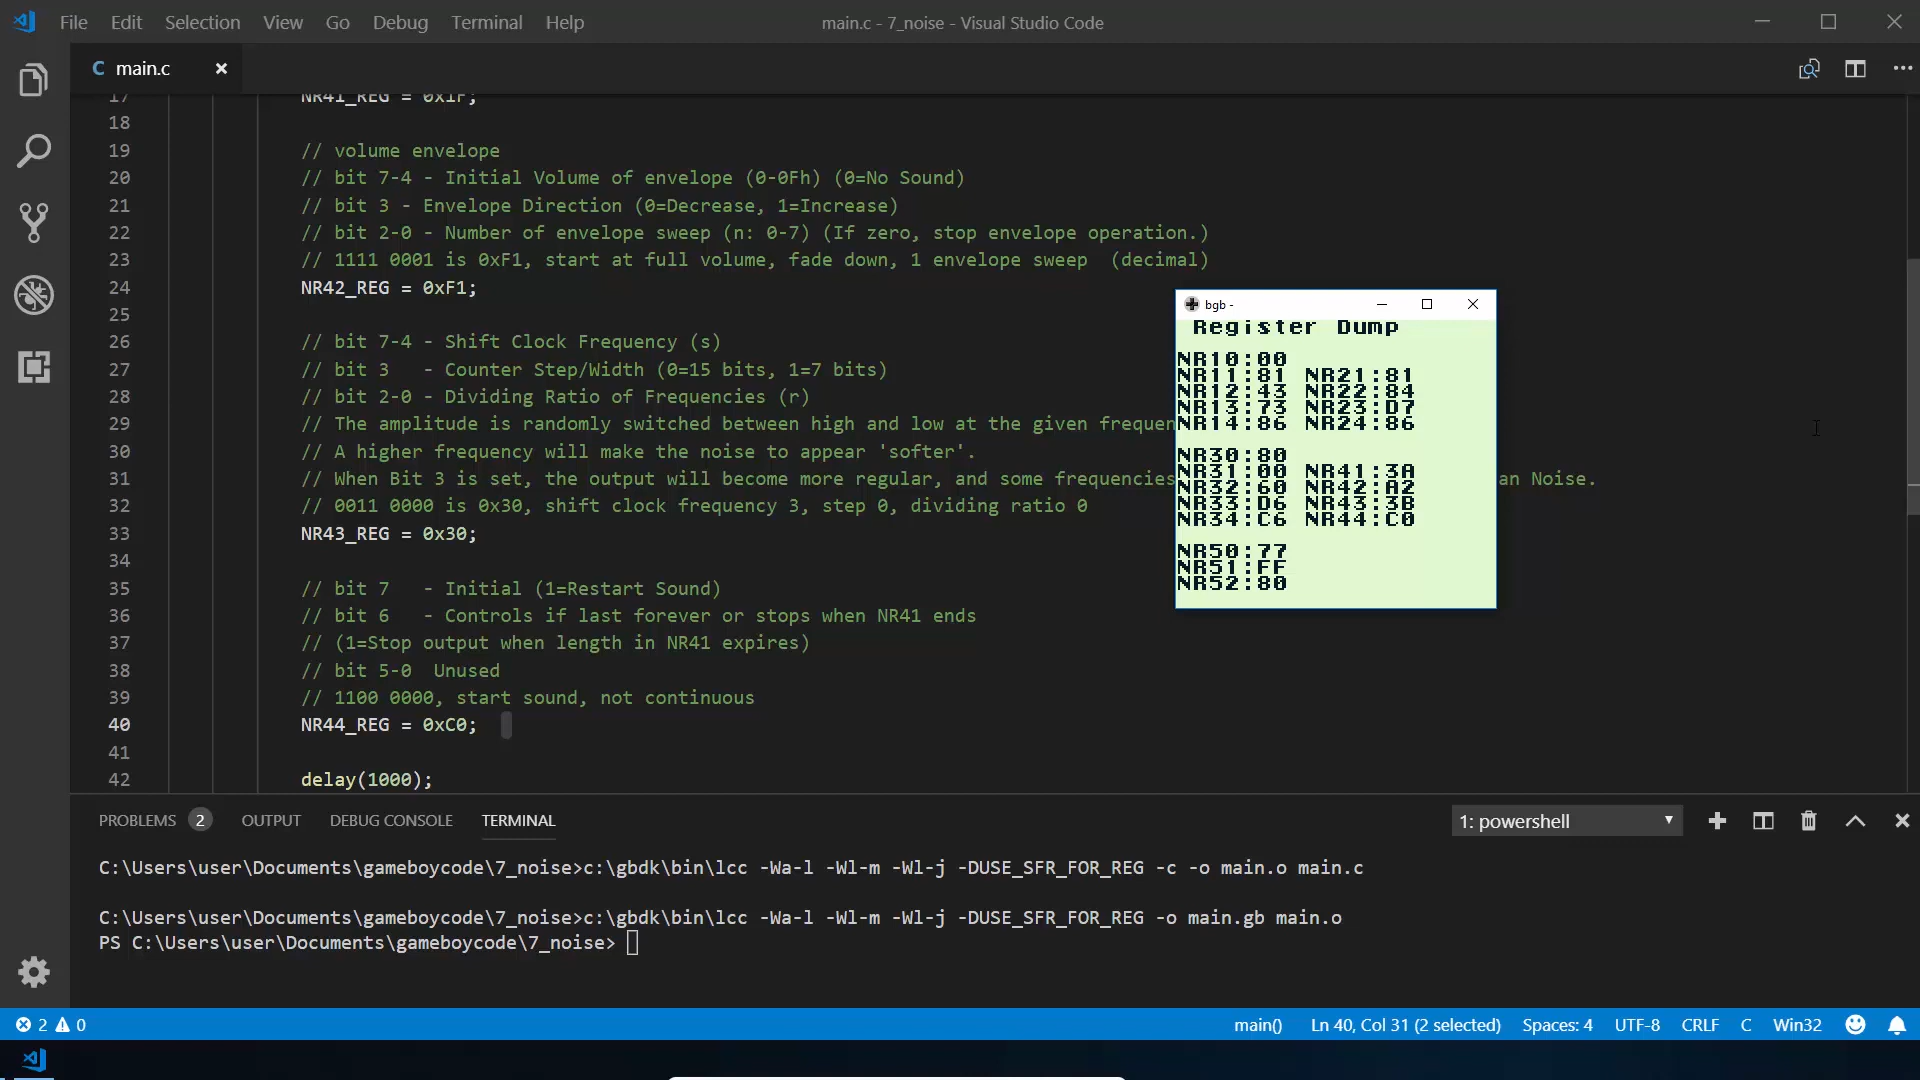 File Edit Selection View Go Debug Terminal Help
main.c - 7_noise - Visual Studio Code
C main.c
17 NR41_REG = 0x1F;
18
19 // volume envelope
20 // bit 7-4 - Initial Volume of envelope (0-0Fh) (0=No Sound)
21 // bit 3 - Envelope Direction (0=Decrease, 1=Increase)
22 // bit 2-0 - Number of envelope sweep (n: 0-7) (If zero, stop envelope operation.)
23 // 1111 0001 is 0xF1, start at full volume, fade down, 1 envelope sweep (decimal)
24 NR42_REG = 0xF1;
25
26 // bit 7-4 - Shift Clock Frequency (s)
27 // bit 3 - Counter Step/Width (0=15 bits, 1=7 bits)
28 // bit 2-0 - Dividing Ratio of Frequencies (r)
29 // The amplitude is randomly switched between high and low at the given frequen
30 // A higher frequency will make the noise to appear 'softer'.
31 // When Bit 3 is set, the output will become more regular, and some frequencies an Noise.
32 // 0011 0000 is 0x30, shift clock frequency 3, step 0, dividing ratio 0
33 NR43_REG = 0x30;
34
35 // bit 7 - Initial (1=Restart Sound)
36 // bit 6 - Controls if last forever or stops when NR41 ends
37 // (1=Stop output when length in NR41 expires)
38 // bit 5-0 Unused
39 // 1100 0000, start sound, not continuous
40 NR44_REG = 0xC0;
41
42 delay(1000);
bgb -
Register Dump
NR10:00
NR11:81 NR21:81
NR12:43 NR22:84
NR13:73 NR23:D7
NR14:86 NR24:86
NR30:80
NR31:00 NR41:3A
NR32:60 NR42:A2
NR33:D6 NR43:3B
NR34:C6 NR44:C0
NR50:77
NR51:FF
NR52:80
PROBLEMS 2 OUTPUT DEBUG CONSOLE TERMINAL
1: powershell
C:\Users\user\Documents\gameboycode\7_noise>c:\gbdk\bin\lcc -Wa-l -Wl-m -Wl-j -DUSE_SFR_FOR_REG -c -o main.o main.c
C:\Users\user\Documents\gameboycode\7_noise>c:\gbdk\bin\lcc -Wa-l -Wl-m -Wl-j -DUSE_SFR_FOR_REG -o main.gb main.o
PS C:\Users\user\Documents\gameboycode\7_noise>
2 0
main() Ln 40, Col 31 (2 selected) Spaces: 4 UTF-8 CRLF C Win32